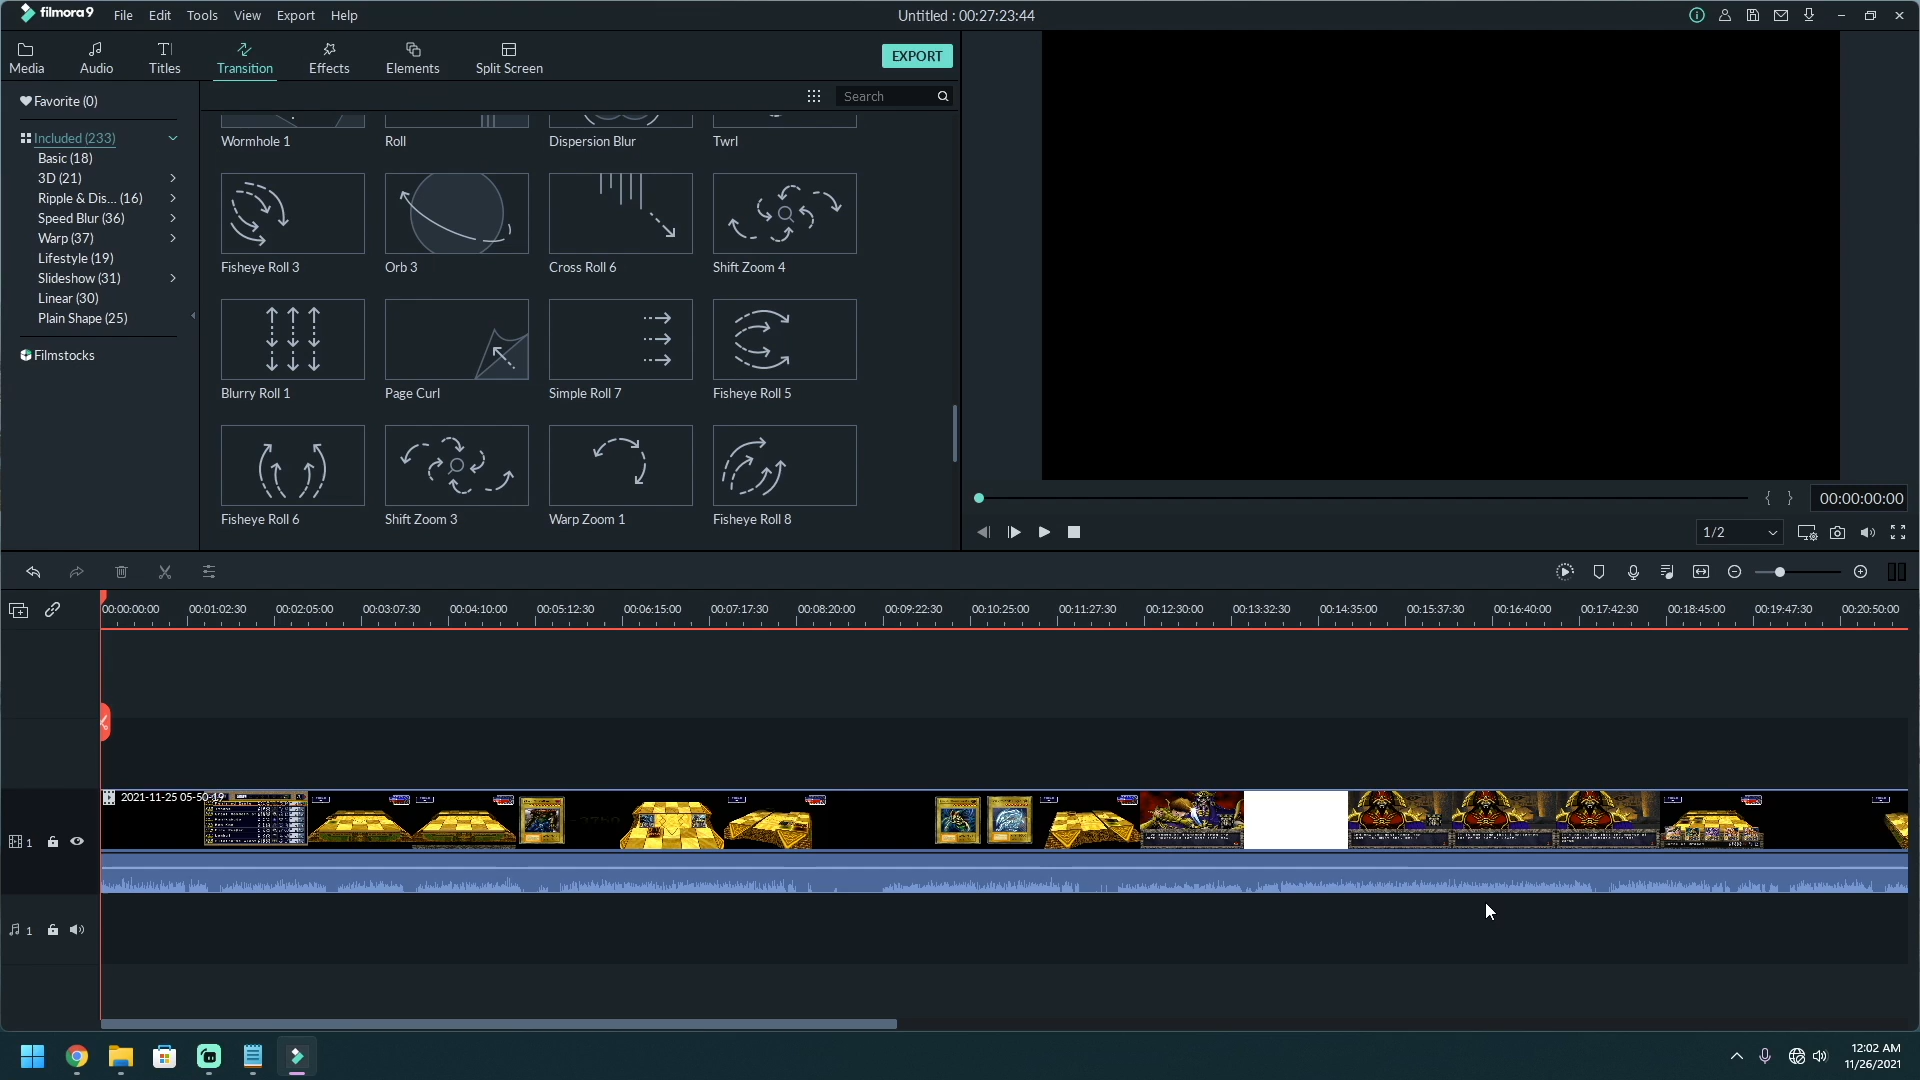 filmora9
File Edit Tools View Export Help
Untitled : 00:27:23:44
Media Audio Titles Transition Effects Elements Split Screen
EXPORT
Favorite (0)
Search
Included (233)
Basic (18)
3D (21)
Ripple & Dis... (16)
Speed Blur (36)
Warp (37)
Lifestyle (19)
Slideshow (31)
Linear (30)
Plain Shape (25)
Filmstocks
Wormhole 1 Roll Dispersion Blur Twrl
Fisheye Roll 3 Orb 3 Cross Roll 6 Shift Zoom 4
Blurry Roll 1 Page Curl Simple Roll 7 Fisheye Roll 5
Fisheye Roll 6 Shift Zoom 3 Warp Zoom 1 Fisheye Roll 8
{ } 00:00:00:00
1/2
00:00:00:00 00:01:02:30 00:02:05:00 00:03:07:30 00:04:10:00 00:05:12:30 00:06:15:00 00:07:17:30 00:08:20:00 00:09:22:30 00:10:25:00 00:11:27:30 00:12:30:00 00:13:32:30 00:14:35:00 00:15:37:30 00:16:40:00 00:17:42:30 00:18:45:00 00:19:47:30 00:20:50:00
2021-11-25 05-50-19
1
1
12:02 AM
11/26/2021